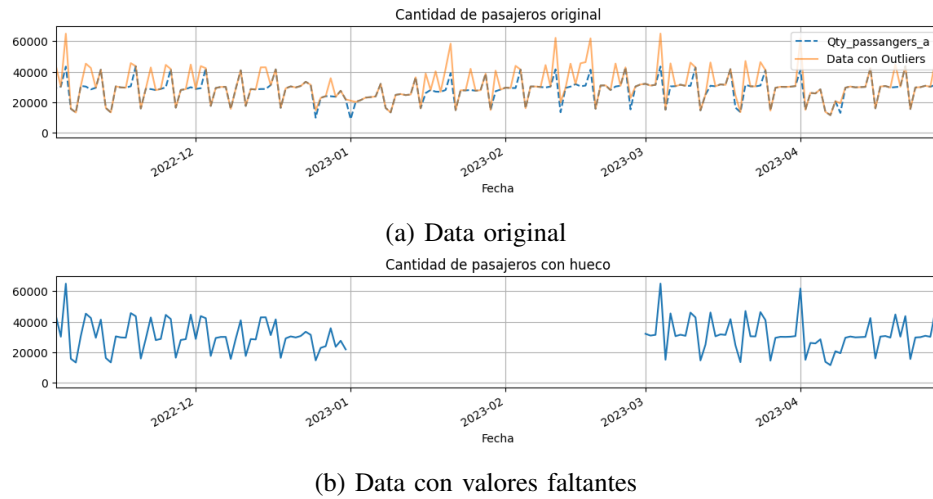 Cantidad de pasajeros original
60000
40000
20000
0
Qty_passangers_a
Data con Outliers
2022-12
2023-01
2023-02
2023-03
2023-04
Fecha
(a) Data original
Cantidad de pasajeros con hueco
60000
40000
20000
0
2022-12
2023-01
2023-02
2023-03
2023-04
Fecha
(b) Data con valores faltantes